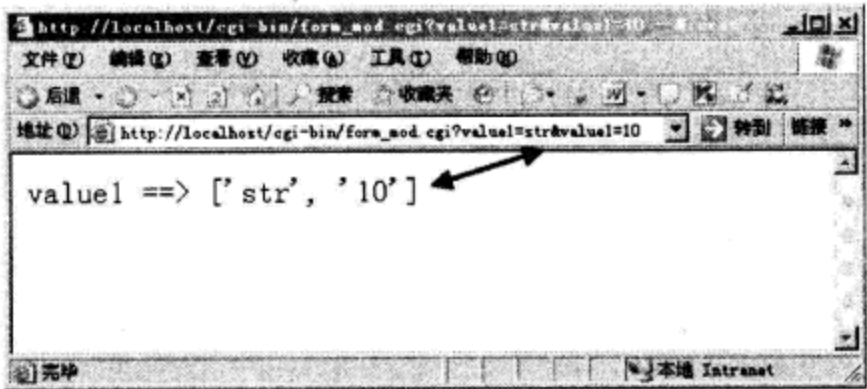 http://localhost/cgi-bin/form_mod.cgi?value1=str&value1=10
文件(F) 编辑(E) 查看(V) 收藏(A) 工具(T) 帮助(H)
后退 搜索 收藏夹
地址(D) http://localhost/cgi-bin/form_mod.cgi?value1=str&value1=10 转到 链接 »
value1 ==> ['str', '10']
完毕 本地 Intranet